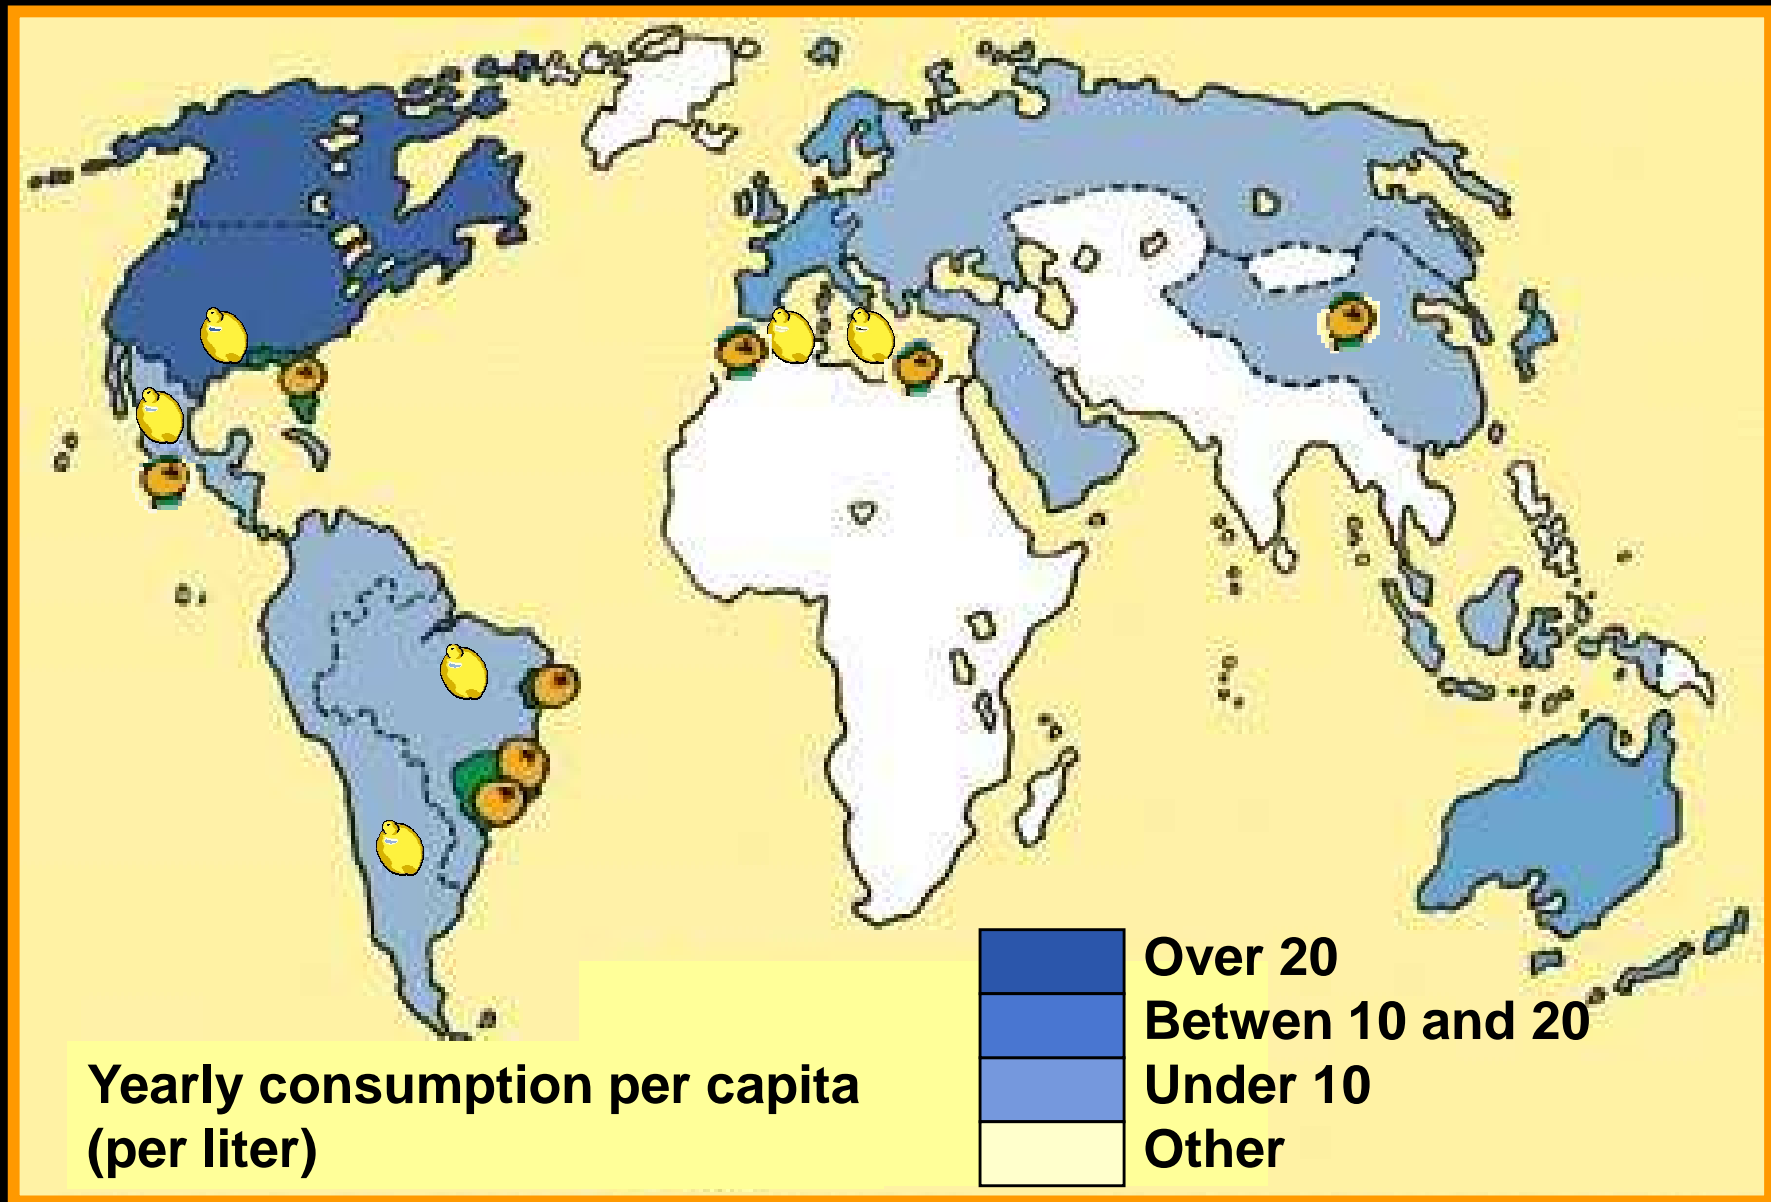 Over 20
Betwen 10 and 20
Under 10
Other
Yearly consumption per capita
(per liter)